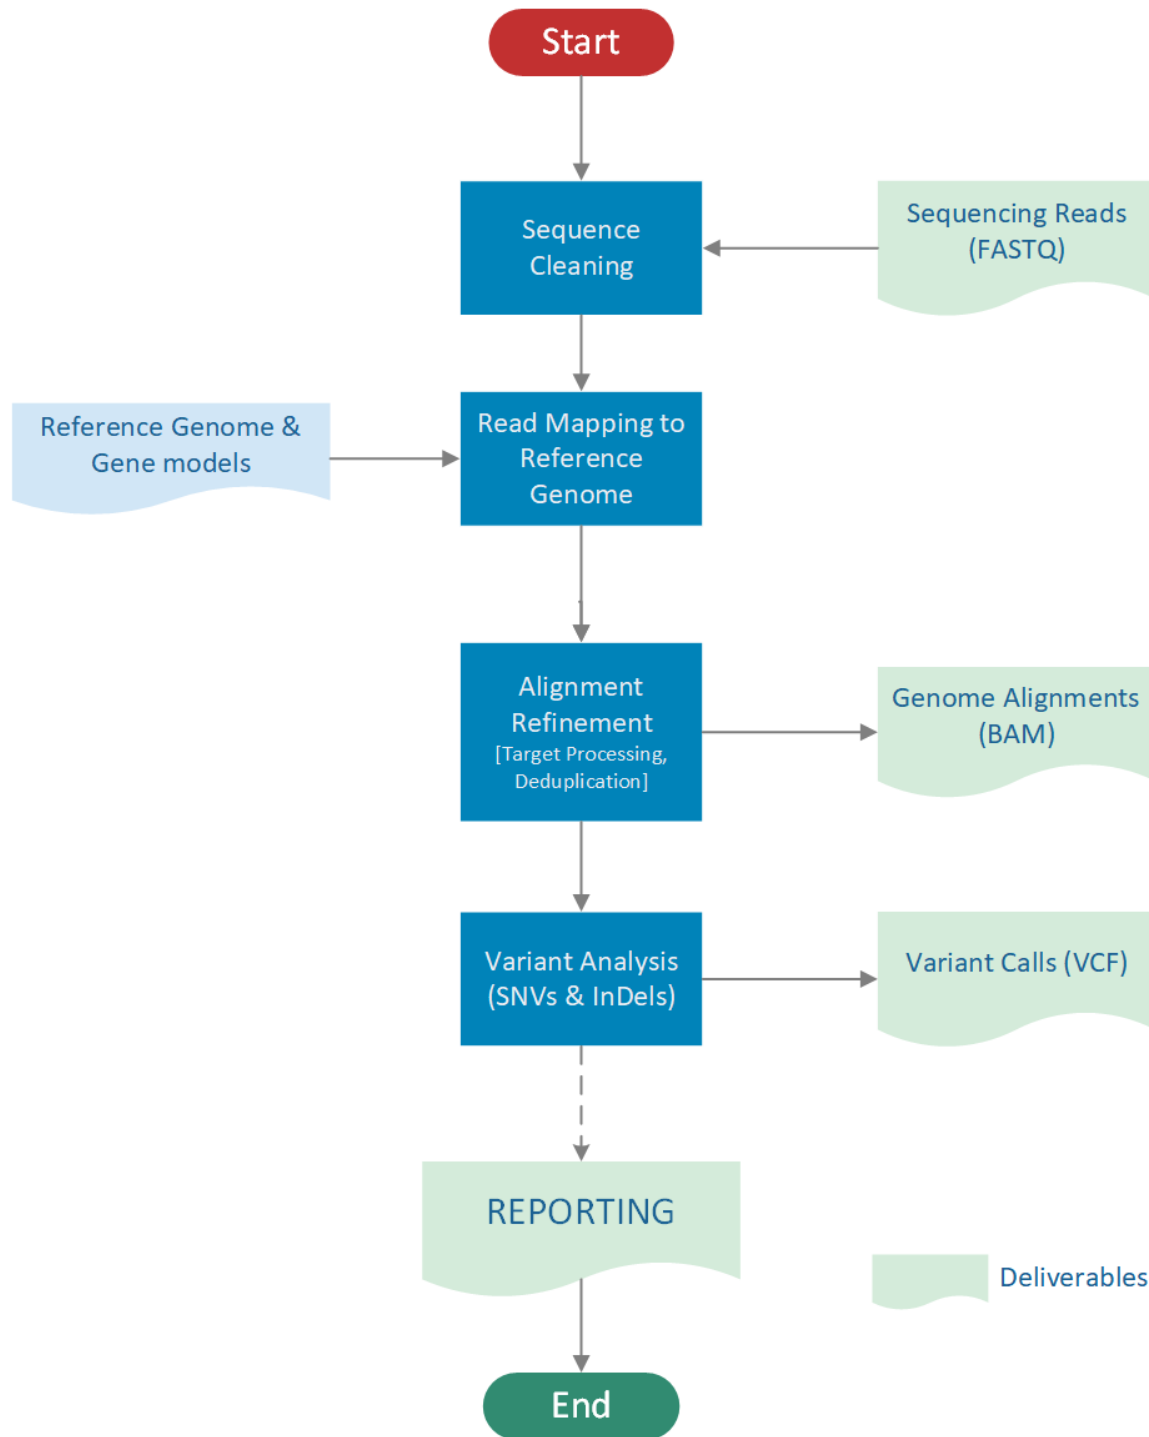 Start
Sequence
Cleaning
Sequencing Reads
(FASTQ)
Reference Genome &
Gene models
Read Mapping to
Reference
Genome
Alignment
Refinement
[Target Processing,
Deduplication]
Genome Alignments
(BAM)
Variant Analysis
(SNVs & InDels)
Variant Calls (VCF)
REPORTING
Deliverables
End